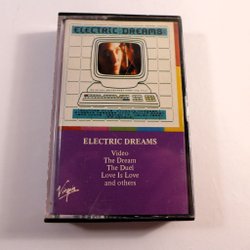 ELECTRIC DREAMS
ELECTRIC DREAMS
Video
The Dream
The Duel
Love Is Love
and others
Virgin